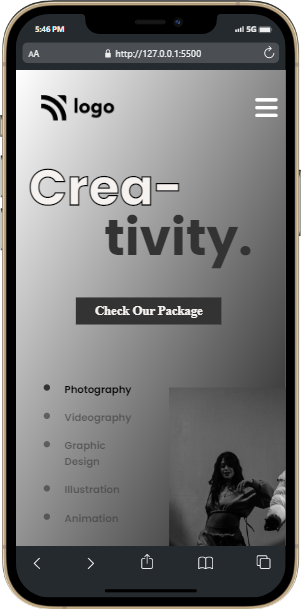 5:46 PM
5G
AA
http://127.0.0.1:5500
logo
Crea-
tivity.
Check Our Package
Photography
Videography
Graphic
Design
Illustration
Animation